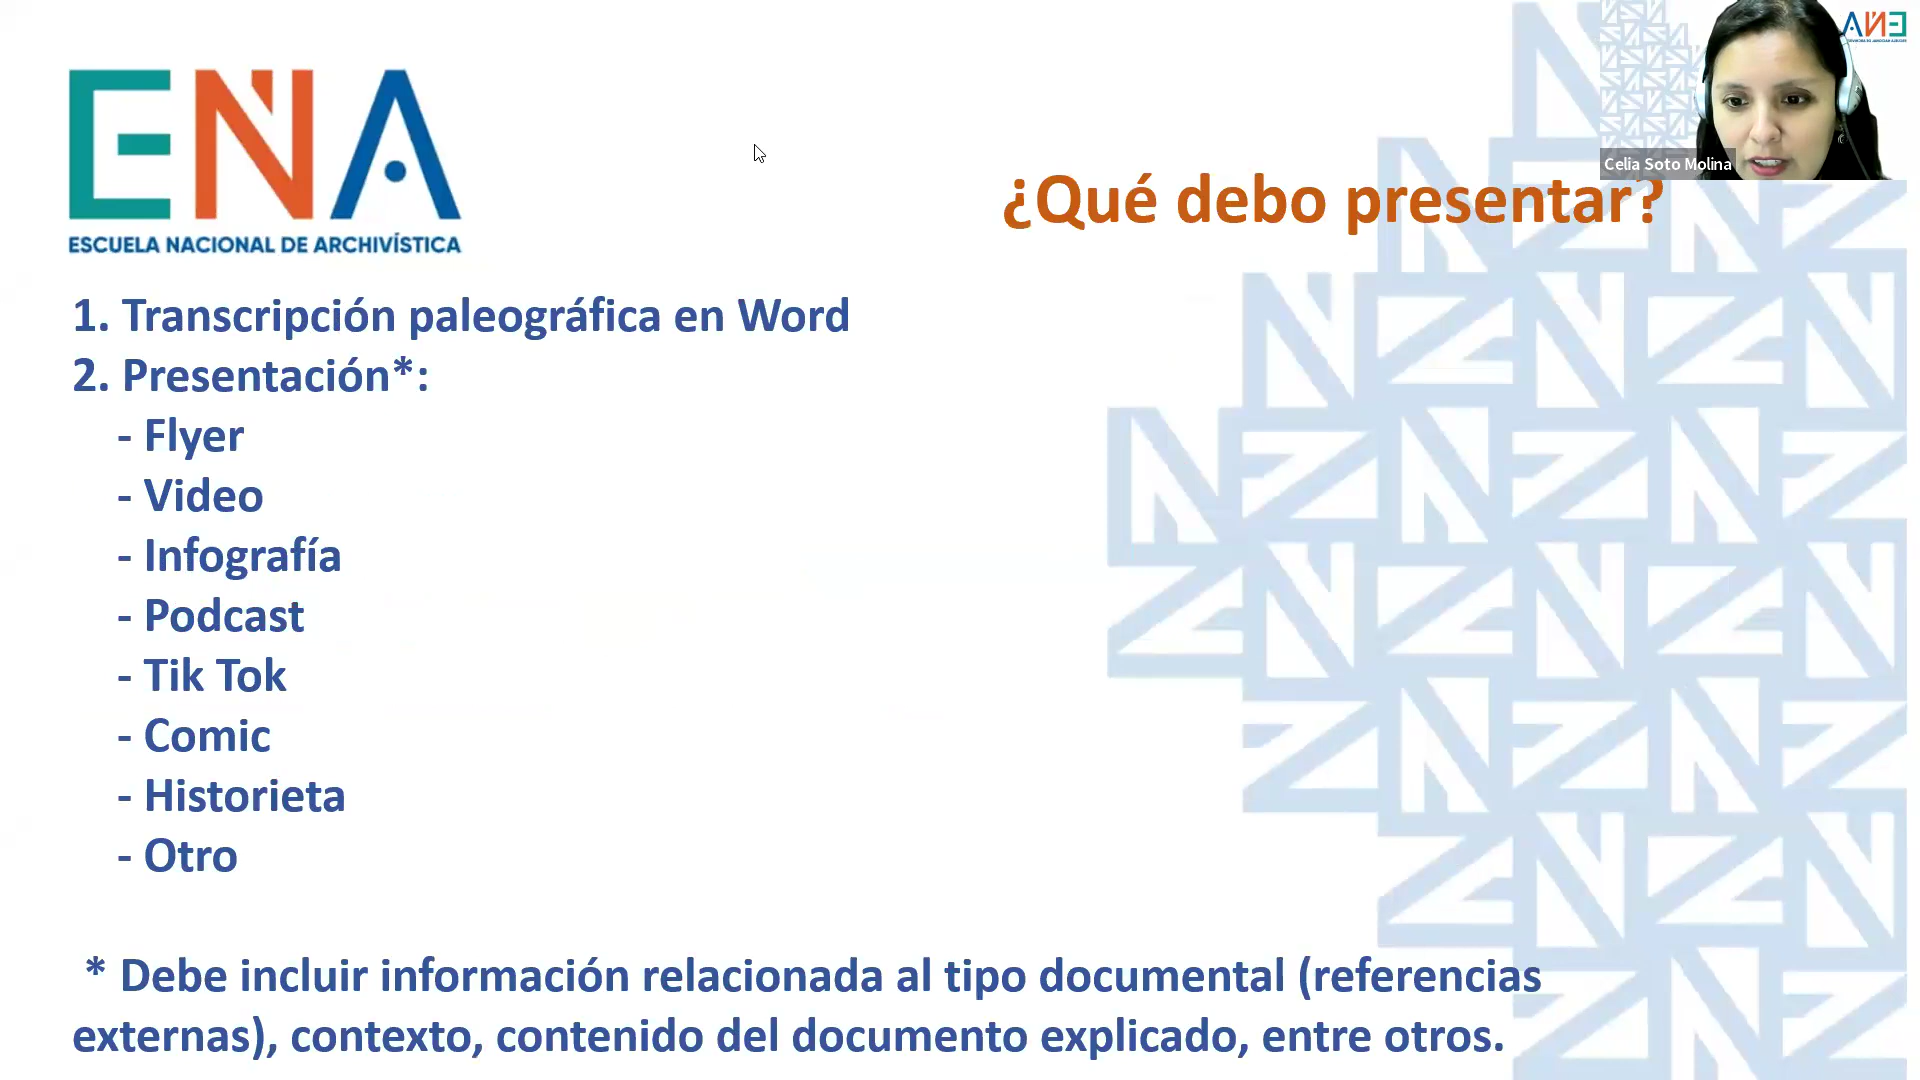 ENA
ESCUELA NACIONAL DE ARCHIVÍSTICA
ENA
Celia Soto Molina
¿Qué debo presentar?
1. Transcripción paleográfica en Word
2. Presentación*:
- Flyer
- Video
- Infografía
- Podcast
- Tik Tok
- Comic
- Historieta
- Otro
* Debe incluir información relacionada al tipo documental (referencias
externas), contexto, contenido del documento explicado, entre otros.